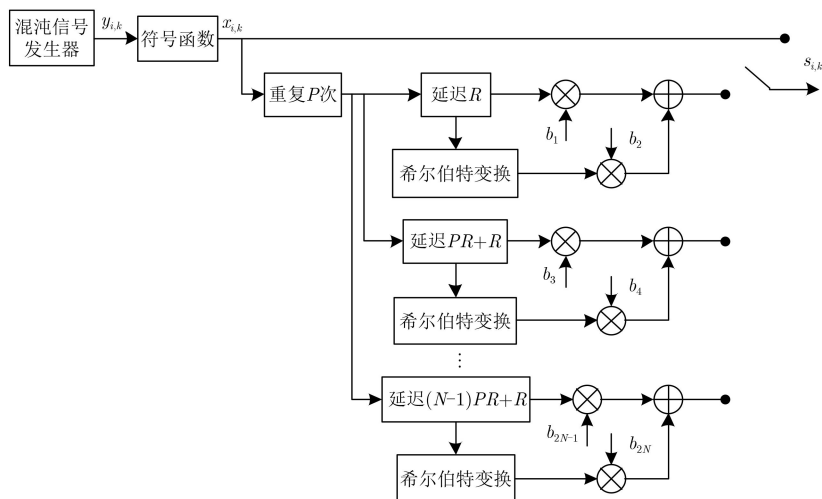 混沌信号
发生器
y_{i,k}
符号函数
x_{i,k}
s_{i,k}
重复P次
延迟R
b_1
b_2
希尔伯特变换
延迟PR+R
b_3
b_4
希尔伯特变换
⋮
延迟(N−1)PR+R
b_{2N−1}
b_{2N}
希尔伯特变换